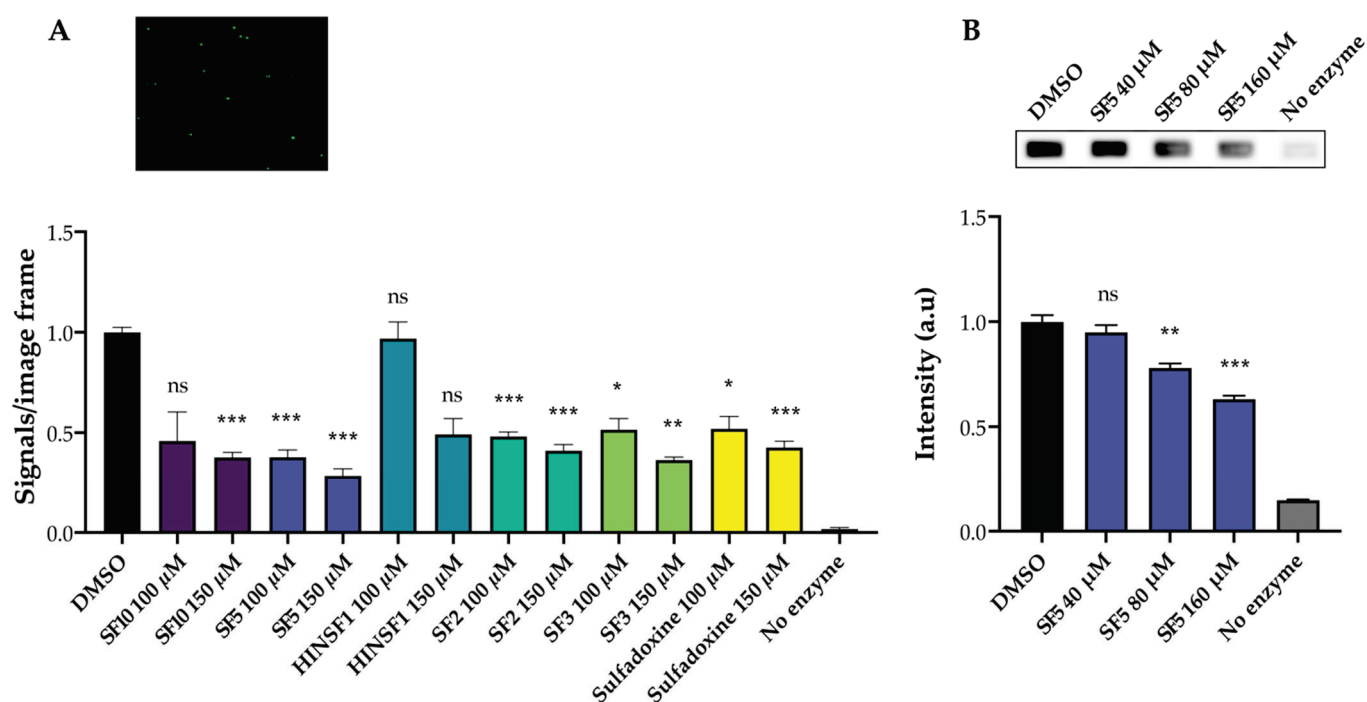 A
1.5
1.0
0.5
0.0
Signals/image frame
ns
***
***
***
ns
ns
***
***
*
**
*
***
DMSO
SF10 100 μM
SF10 150 μM
SF5 100 μM
SF5 150 μM
HINSF1 100 μM
HINSF1 150 μM
SF2 100 μM
SF2 150 μM
SF3 100 μM
SF3 150 μM
Sulfadoxine 100 μM
Sulfadoxine 150 μM
No enzyme
B
DMSO
SF5 40 μM
SF5 80 μM
SF5 160 μM
No enzyme
1.5
1.0
0.5
0.0
Intensity (a.u)
ns
**
***
DMSO
SF5 40 μM
SF5 80 μM
SF5 160 μM
No enzyme